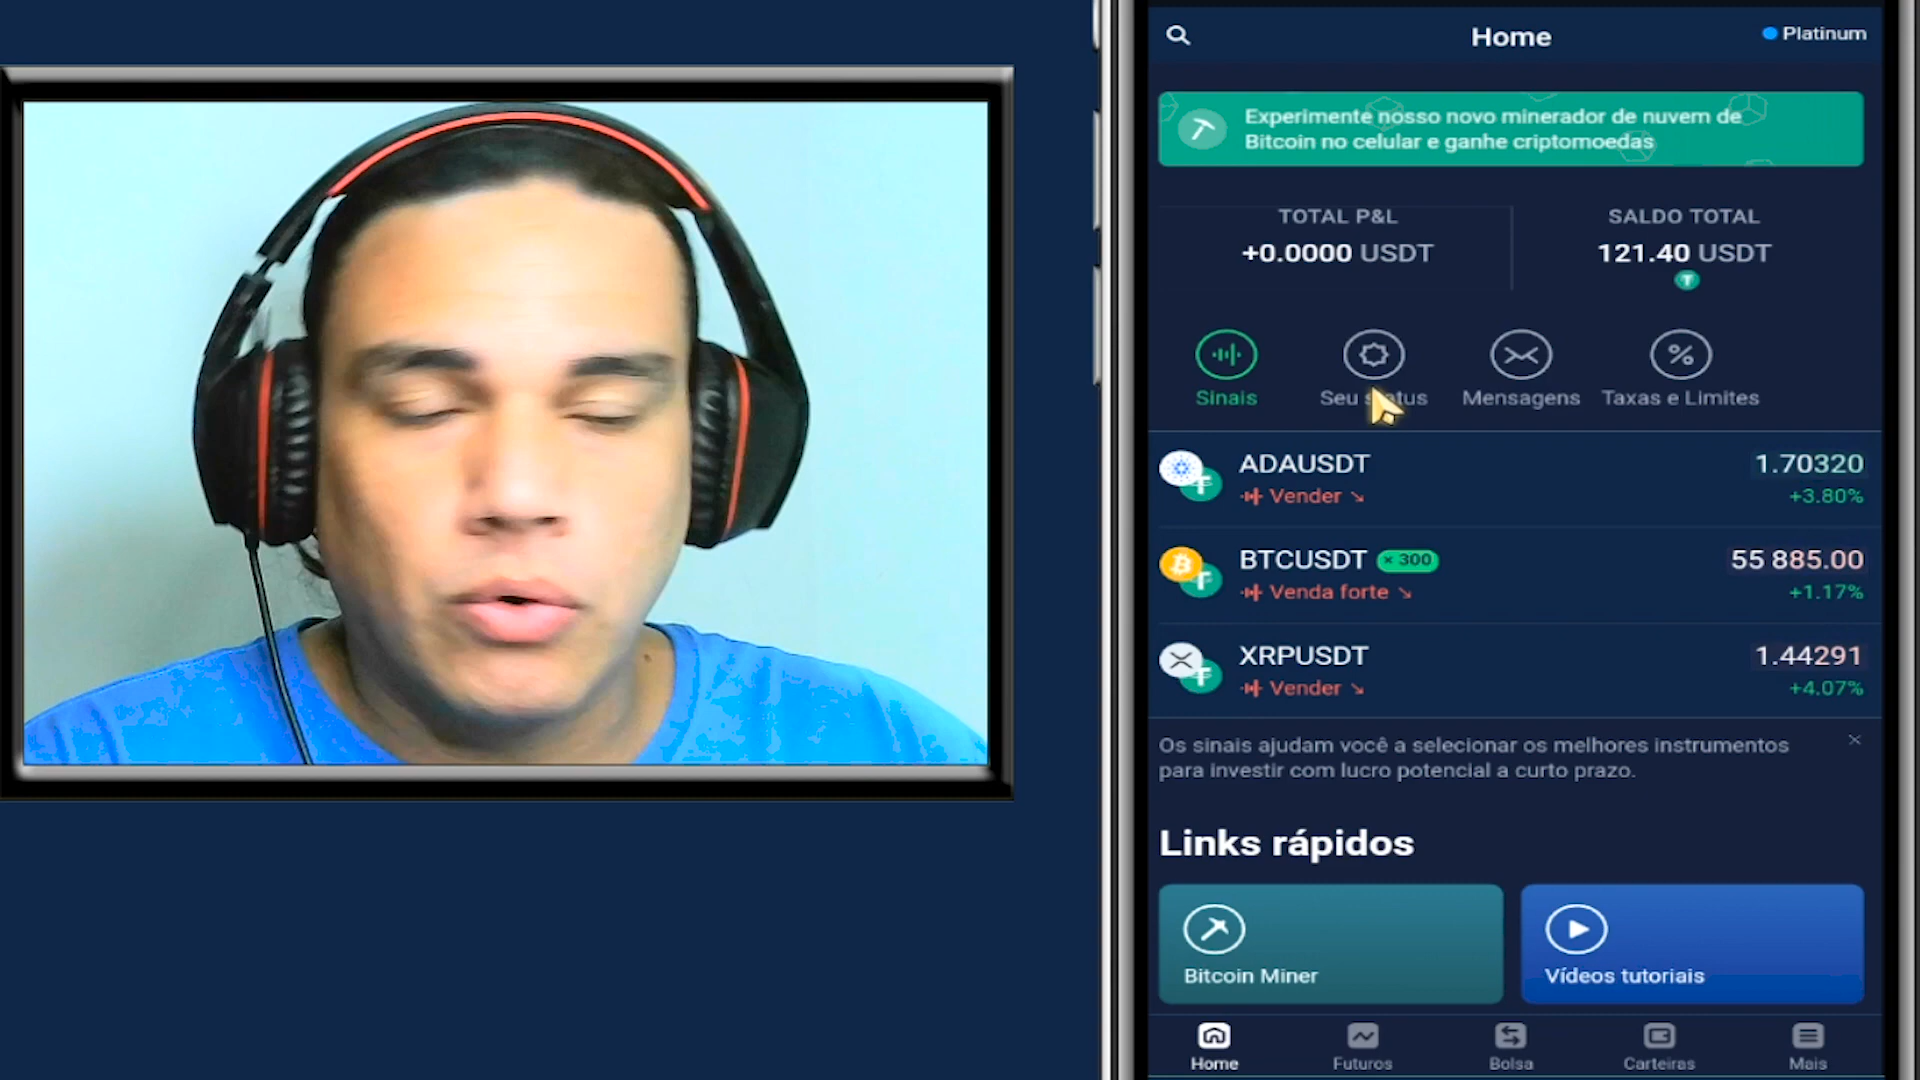 Home
Platinum
Experimente nosso novo minerador de nuvem de
Bitcoin no celular e ganhe criptomoedas
TOTAL P&L
+0.0000 USDT
SALDO TOTAL
121.40 USDT
Sinais
Seu
Mensagens
Taxas e Limites
ADAUSDT
1.70320
Vender
+3.80%
BTCUSDT × 300
55 885.00
Venda forte
+1.17%
XRPUSDT
1.44291
Vender
+4.07%
Os sinais ajudam você a selecionar os melhores instrumentos
para investir com lucro potencial a curto prazo.
Links rápidos
Bitcoin Miner
Vídeos tutoriais
Home
Futuros
Bolsa
Carteiras
Mais